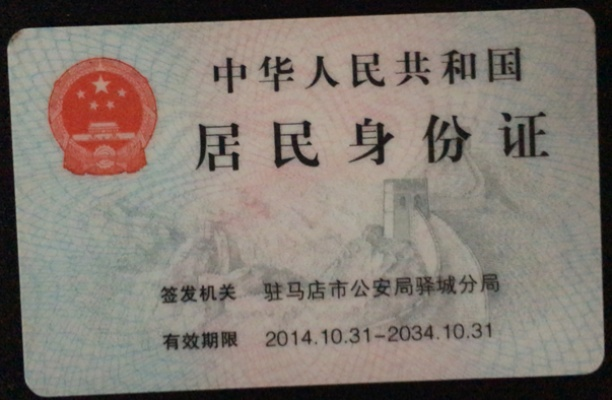 中华人民共和国
居民身份证
签发机关 驻马店市公安局驿城分局
有效期限 2014.10.31-2034.10.31